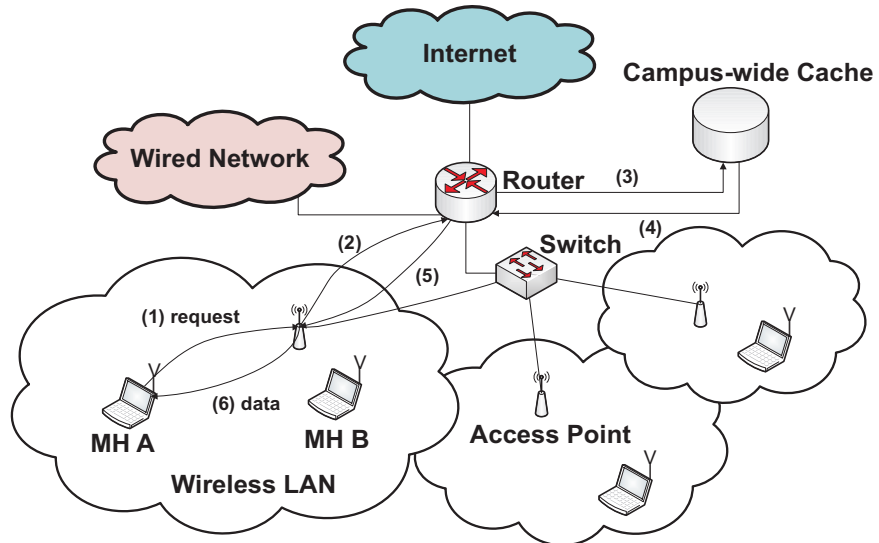 Internet
Campus-wide Cache
Wired Network
Router
(3)
(4)
(2)
Switch
(5)
(1) request
(6) data
MH A
MH B
Access Point
Wireless LAN